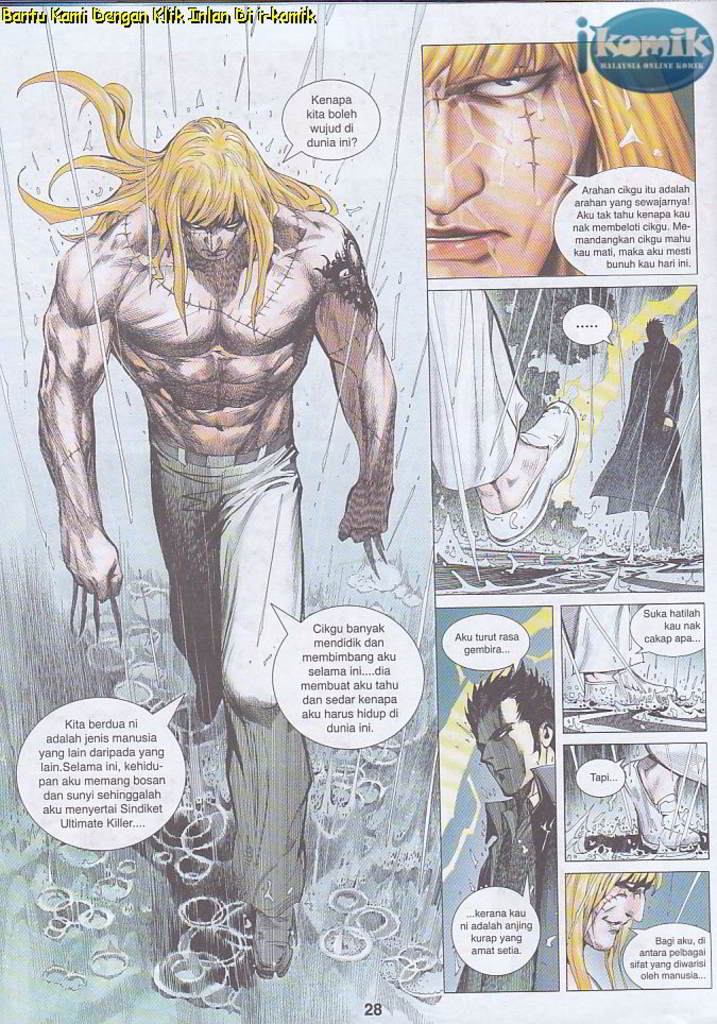 Bantu Kami Dengan Klik Inlan Di i-komik
iKomik
MALAYSIA ONLINE KOMIK
Kenapa
kita boleh
wujud di
dunia ini?
Arahan cikgu itu adalah
arahan yang sewajarnya!
Aku tak tahu kenapa kau
nak membeloti cikgu. Me-
mandangkan cikgu mahu
kau mati, maka aku mesti
bunuh kau hari ini.
.....
Cikgu banyak
mendidik dan
membimbang aku
selama ini....dia
membuat aku tahu
dan sedar kenapa
aku harus hidup di
dunia ini.
Kita berdua ni
adalah jenis manusia
yang lain daripada yang
lain.Selama ini, kehidu-
pan aku memang bosan
dan sunyi sehinggalah
aku menyertai Sindiket
Ultimate Killer....
Aku turut rasa
gembira...
Suka hatilah
kau nak
cakap apa...
Tapi...
...kerana kau
ni adalah anjing
kurap yang
amat setia.
Bagi aku, di
antara pelbagai
sifat yang diwarisi
oleh manusia...
28